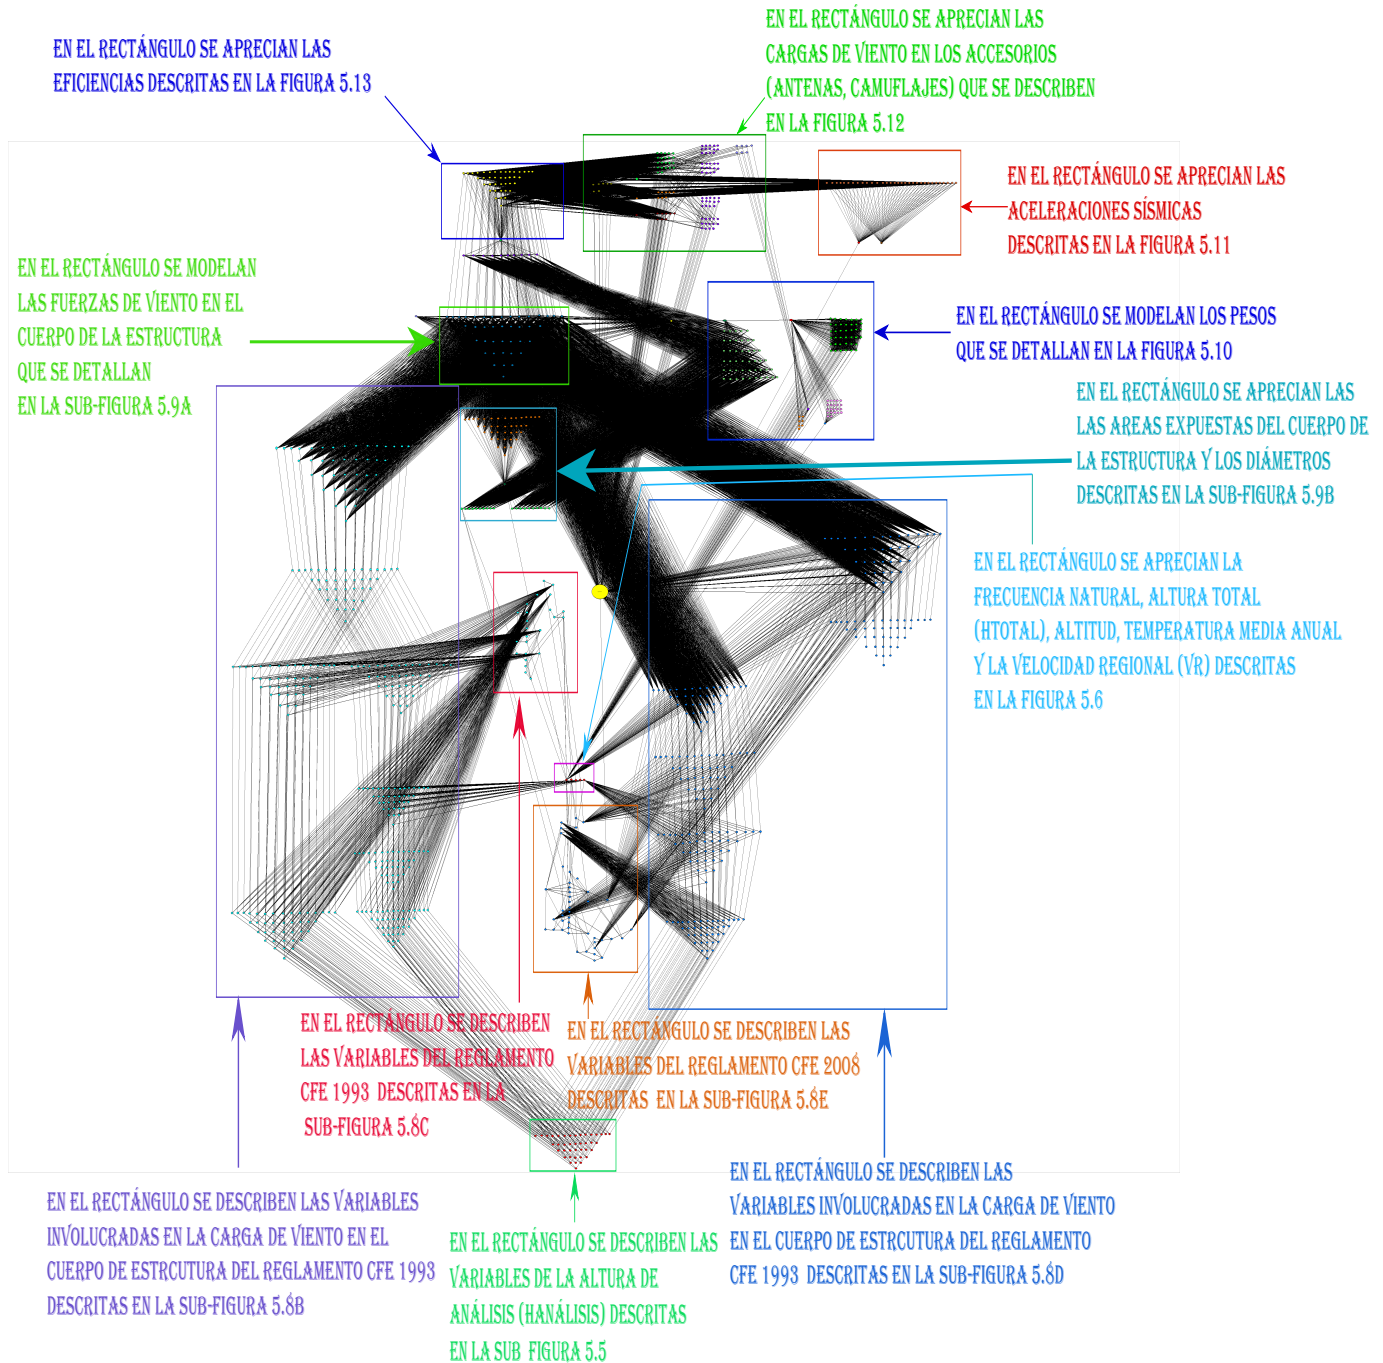 EN EL RECTÁNGULO SE APRECIAN LAS
CARGAS DE VIENTO EN LOS ACCESORIOS
(ANTENAS, CAMUFLAJES) QUE SE DESCRIBEN
EN LA FIGURA 5.12
EN EL RECTÁNGULO SE APRECIAN LAS
EFICIENCIAS DESCRITAS EN LA FIGURA 5.13
EN EL RECTÁNGULO SE APRECIAN LAS
ACELERACIONES SÍSMICAS
DESCRITAS EN LA FIGURA 5.11
EN EL RECTÁNGULO SE MODELAN
LAS FUERZAS DE VIENTO EN EL
CUERPO DE LA ESTRUCTURA
QUE SE DETALLAN
EN LA SUB-FIGURA 5.9A
EN EL RECTÁNGULO SE MODELAN LOS PESOS
QUE SE DETALLAN EN LA FIGURA 5.10
EN EL RECTÁNGULO SE APRECIAN LAS
LAS AREAS EXPUESTAS DEL CUERPO DE
LA ESTRUCTURA Y LOS DIÁMETROS
DESCRITAS EN LA SUB-FIGURA 5.9B
EN EL RECTÁNGULO SE APRECIAN LA
FRECUENCIA NATURAL, ALTURA TOTAL
(HTOTAL), ALTITUD, TEMPERATURA MEDIA ANUAL
Y LA VELOCIDAD REGIONAL (VR) DESCRITAS
EN LA FIGURA 5.6
EN EL RECTÁNGULO SE DESCRIBEN
LAS VARIABLES DEL REGLAMENTO
CFE 1993 DESCRITAS EN LA
SUB-FIGURA 5.8C
EN EL RECTÁNGULO SE DESCRIBEN LAS
VARIABLES DEL REGLAMENTO CFE 2008
DESCRITAS EN LA SUB-FIGURA 5.8E
EN EL RECTÁNGULO SE DESCRIBEN LAS
VARIABLES INVOLUCRADAS EN LA CARGA DE VIENTO
EN EL CUERPO DE ESTRCUTURA DEL REGLAMENTO
CFE 1993 DESCRITAS EN LA SUB-FIGURA 5.8D
EN EL RECTÁNGULO SE DESCRIBEN LAS VARIABLES
INVOLUCRADAS EN LA CARGA DE VIENTO EN EL
CUERPO DE ESTRCUTURA DEL REGLAMENTO CFE 1993
DESCRITAS EN LA SUB-FIGURA 5.8B
EN EL RECTÁNGULO SE DESCRIBEN LAS
VARIABLES DE LA ALTURA DE
ANÁLISIS (HANÁLISIS) DESCRITAS
EN LA SUB FIGURA 5.5